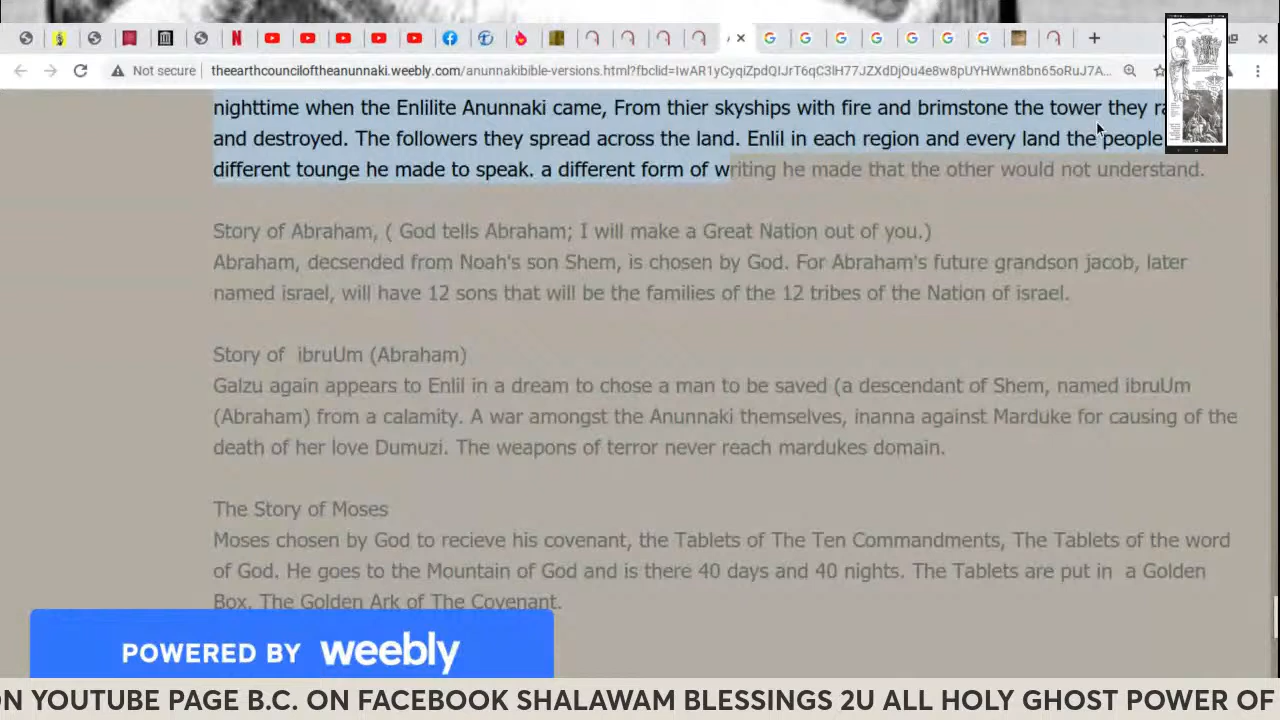 Not secure theearthcounciloftheanunnaki.weebly.com/anunnakibible-versions.html?fbclid=IwAR1yCyqiZpdQIJrT6qC3lH77JZXdDjOu4e8w8pUYHWwn8bn65oRuJ7A...
nighttime when the Enlilite Anunnaki came, From thier skyships with fire and brimstone the tower they
and destroyed. The followers they spread across the land. Enlil in each region and every land the people
different tounge he made to speak. a different form of writing he made that the other would not understand.
Story of Abraham, ( God tells Abraham; I will make a Great Nation out of you.)
Abraham, decsended from Noah's son Shem, is chosen by God. For Abraham's future grandson jacob, later
named israel, will have 12 sons that will be the families of the 12 tribes of the Nation of israel.
Story of ibruUm (Abraham)
Galzu again appears to Enlil in a dream to chose a man to be saved (a descendant of Shem, named ibruUm
(Abraham) from a calamity. A war amongst the Anunnaki themselves, inanna against Marduke for causing of the
death of her love Dumuzi. The weapons of terror never reach mardukes domain.
The Story of Moses
Moses chosen by God to recieve his covenant, the Tablets of The Ten Commandments, The Tablets of the word
of God. He goes to the Mountain of God and is there 40 days and 40 nights. The Tablets are put in a Golden
Box. The Golden Ark of The Covenant.
POWERED BY weebly
ON YOUTUBE PAGE B.C. ON FACEBOOK SHALAWAM BLESSINGS 2U ALL HOLY GHOST POWER OF